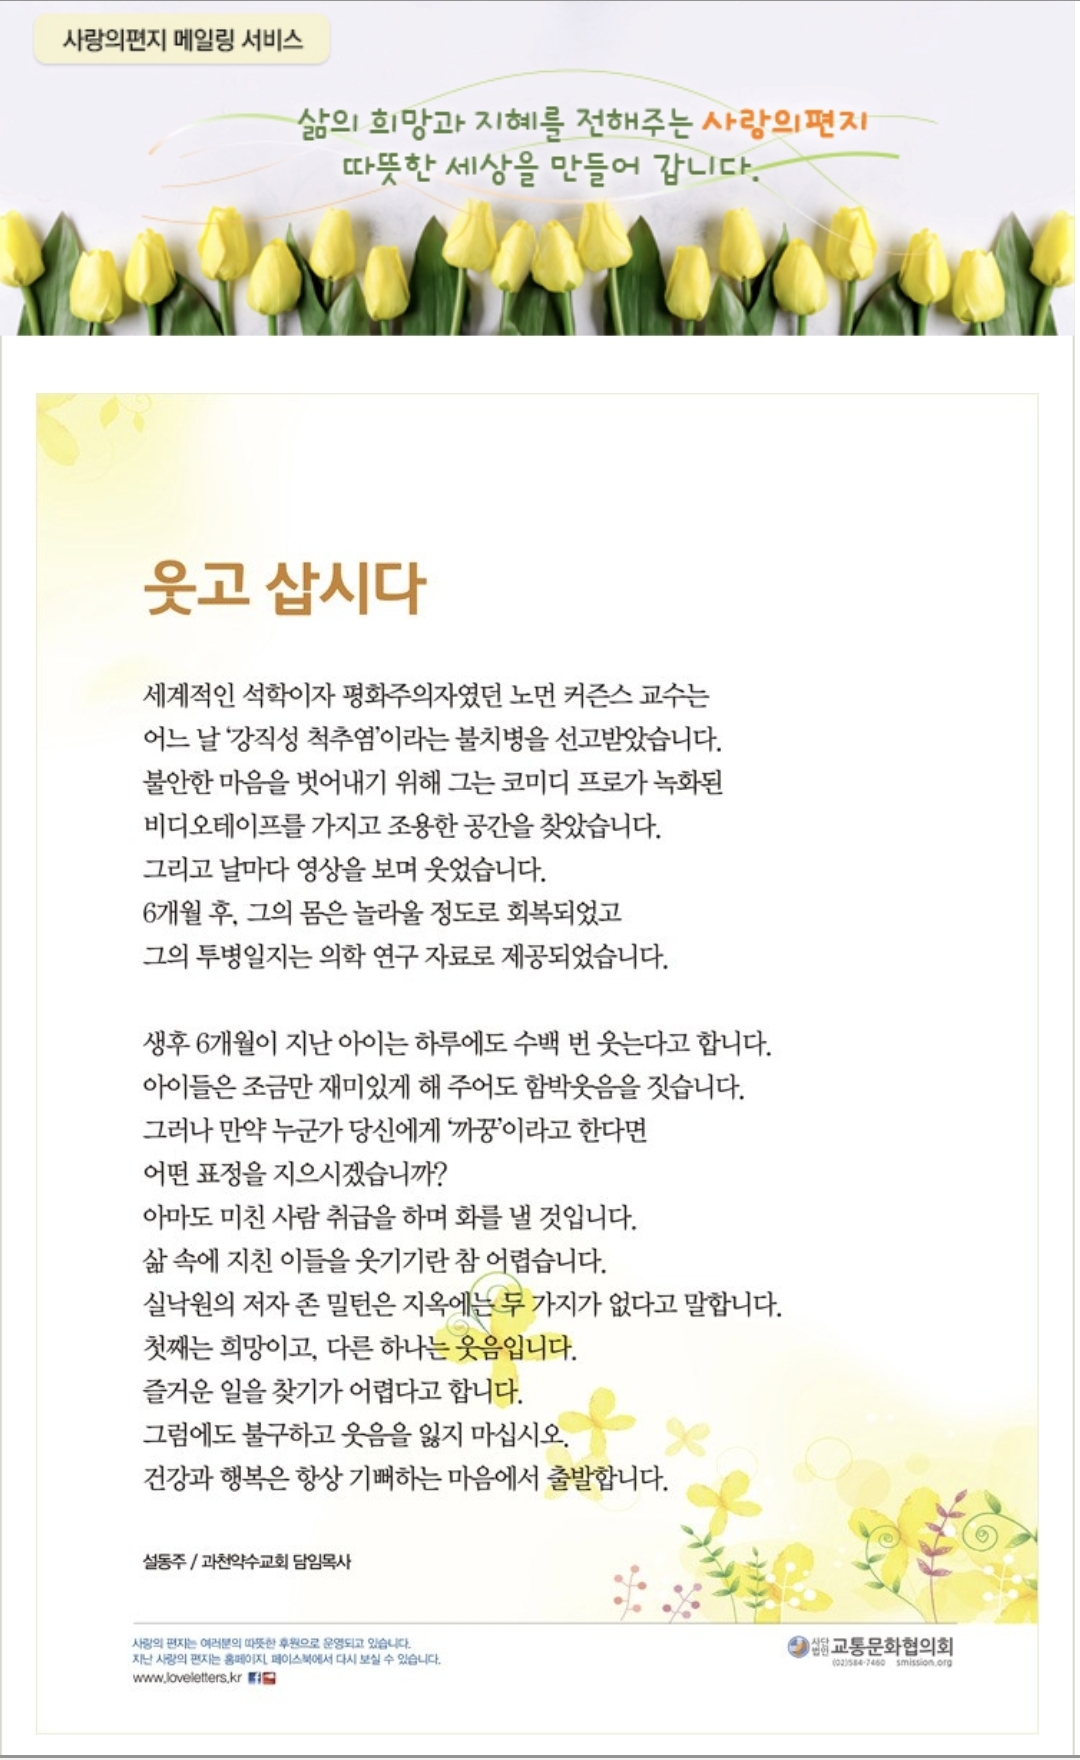 사랑의편지 메일링 서비스
삶의 희망과 지혜를 전해주는 사랑의편지
따뜻한 세상을 만들어 갑니다.
웃고 삽시다
세계적인 석학이자 평화주의자였던 노먼 커즌스 교수는
어느 날 ‘강직성 척추염’이라는 불치병을 선고받았습니다.
불안한 마음을 벗어내기 위해 그는 코미디 프로가 녹화된
비디오테이프를 가지고 조용한 공간을 찾았습니다.
그리고 날마다 영상을 보며 웃었습니다.
6개월 후, 그의 몸은 놀라울 정도로 회복되었고
그의 투병일지는 의학 연구 자료로 제공되었습니다.
생후 6개월이 지난 아이는 하루에도 수백 번 웃는다고 합니다.
아이들은 조금만 재미있게 해 주어도 함박웃음을 짓습니다.
그러나 만약 누군가 당신에게 ‘까꿍’이라고 한다면
어떤 표정을 지으시겠습니까?
아마도 미친 사람 취급을 하며 화를 낼 것입니다.
삶 속에 지친 이들을 웃기기란 참 어렵습니다.
실낙원의 저자 존 밀턴은 지옥에는 두 가지가 없다고 말합니다.
첫째는 희망이고, 다른 하나는 웃음입니다.
즐거운 일을 찾기가 어렵다고 합니다.
그럼에도 불구하고 웃음을 잃지 마십시오.
건강과 행복은 항상 기뻐하는 마음에서 출발합니다.
설동주 / 과천약수교회 담임목사
사랑의 편지는 여러분의 따뜻한 후원으로 운영되고 있습니다.
지난 사랑의 편지는 홈페이지, 페이스북에서 다시 보실 수 있습니다.
www.loveletters.kr
사단법인 교통문화협의회
(02)584-7460 smission.org